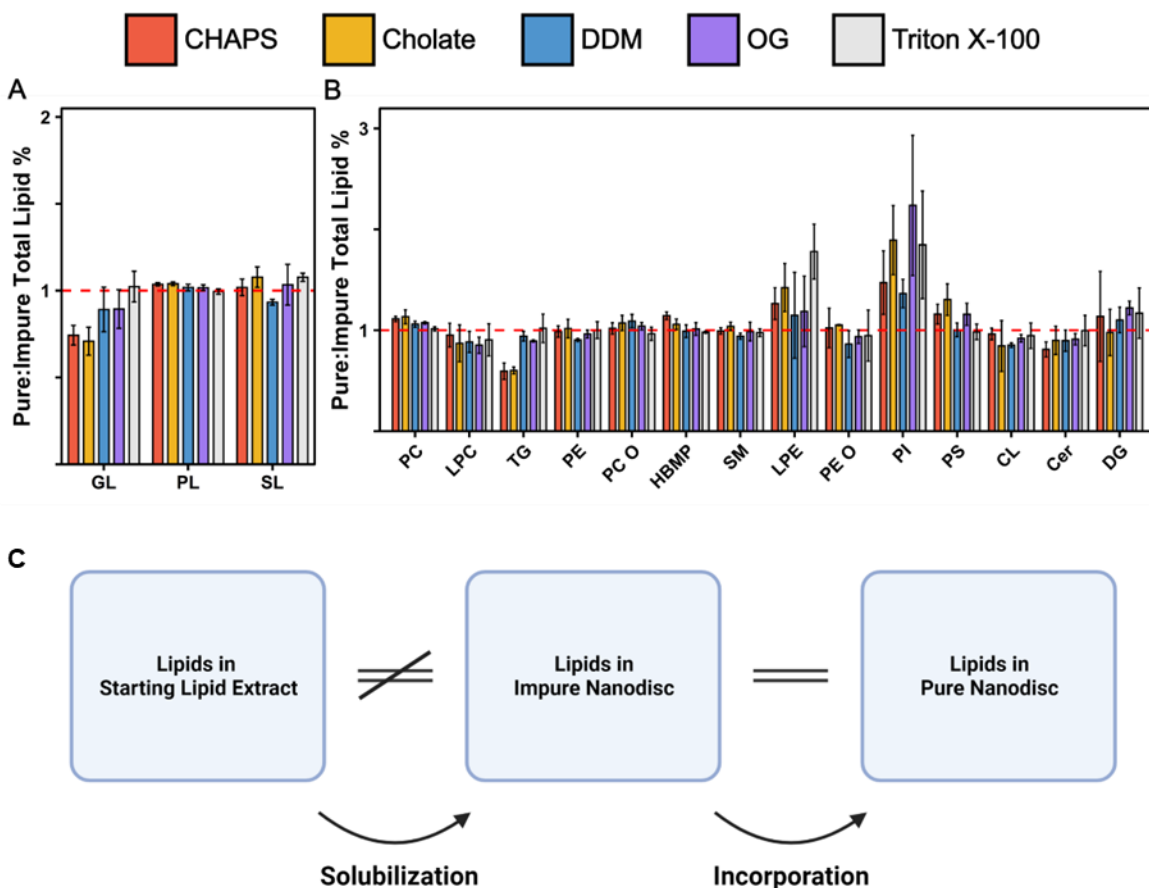 CHAPS Cholate DDM OG Triton X-100
A B
Pure:Impure Total Lipid %
2
1
GL PL SL
Pure:Impure Total Lipid %
3
1
PC LPC TG PE PC O HBMP SM LPE PE O PI PS CL Cer DG
C
Lipids in
Starting Lipid Extract
Lipids in
Impure Nanodisc
Lipids in
Pure Nanodisc
Solubilization Incorporation